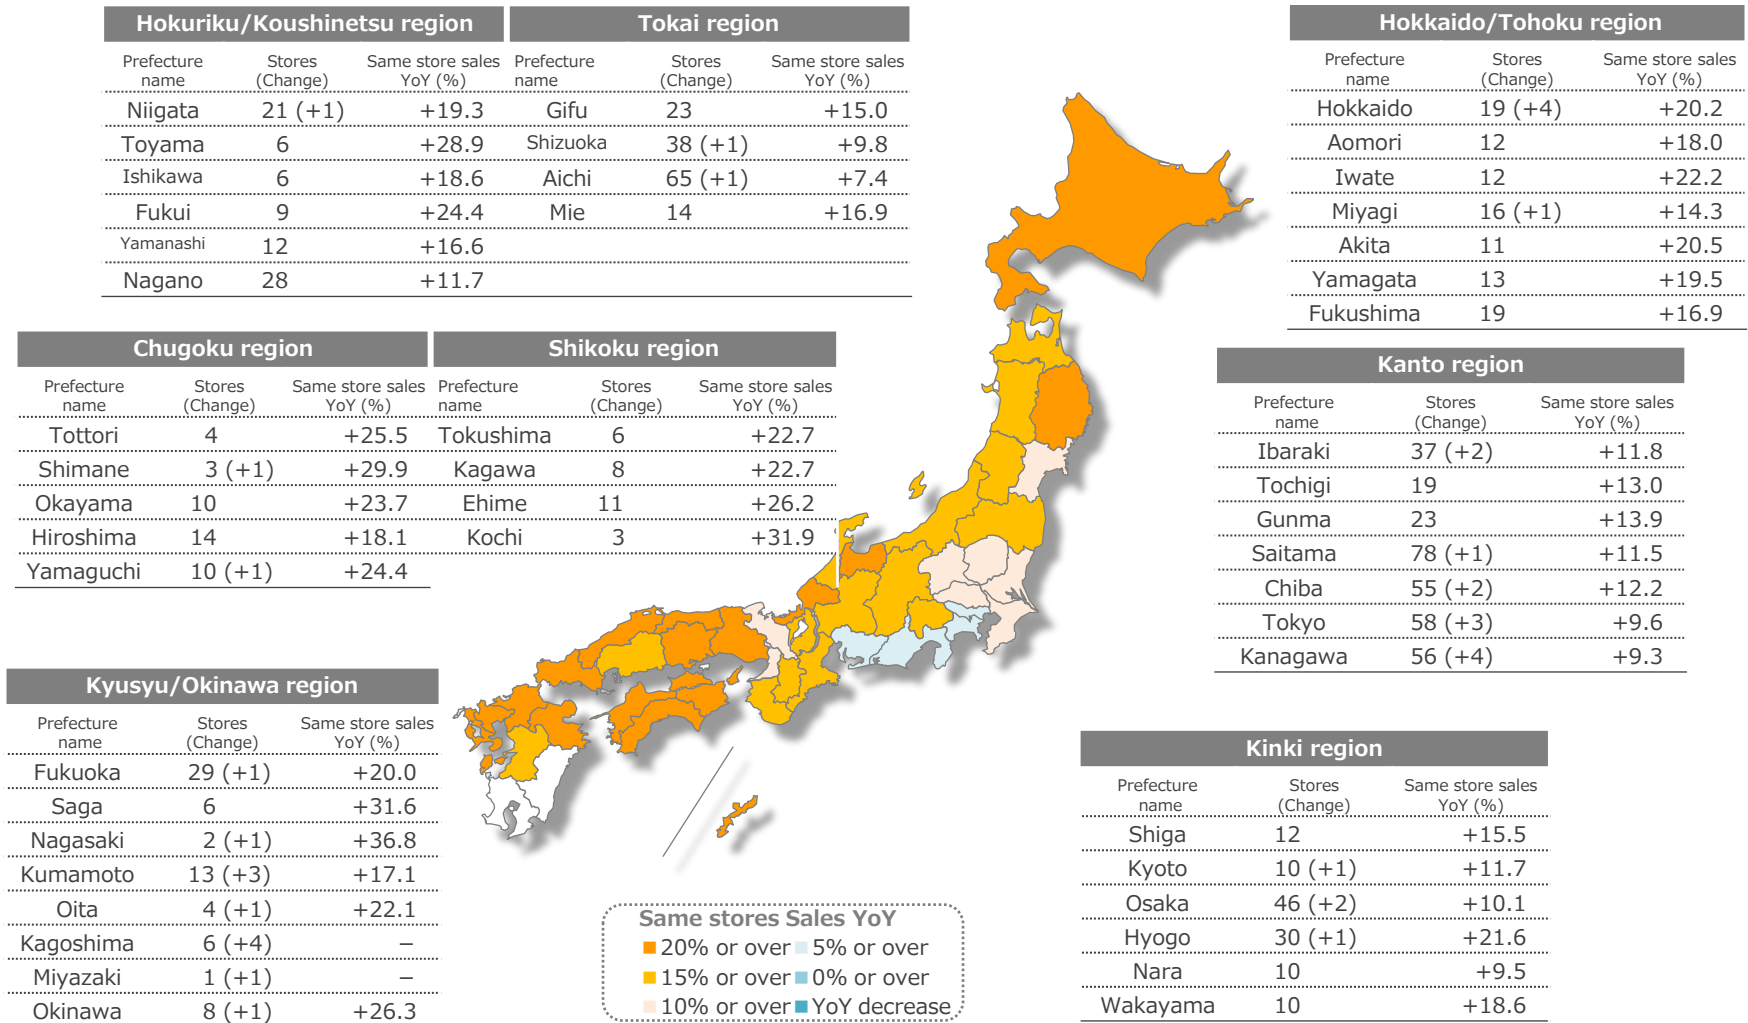 Hokuriku/Koushinetsu region
Prefecture name Stores (Change) Same store sales YoY (%)
Niigata 21 (+1) +19.3
Toyama 6 +28.9
Ishikawa 6 +18.6
Fukui 9 +24.4
Yamanashi 12 +16.6
Nagano 28 +11.7
Tokai region
Prefecture name Stores (Change) Same store sales YoY (%)
Gifu 23 +15.0
Shizuoka 38 (+1) +9.8
Aichi 65 (+1) +7.4
Mie 14 +16.9
Hokkaido/Tohoku region
Prefecture name Stores (Change) Same store sales YoY (%)
Hokkaido 19 (+4) +20.2
Aomori 12 +18.0
Iwate 12 +22.2
Miyagi 16 (+1) +14.3
Akita 11 +20.5
Yamagata 13 +19.5
Fukushima 19 +16.9
Chugoku region
Prefecture name Stores (Change) Same store sales YoY (%)
Tottori 4 +25.5
Shimane 3 (+1) +29.9
Okayama 10 +23.7
Hiroshima 14 +18.1
Yamaguchi 10 (+1) +24.4
Shikoku region
Prefecture name Stores (Change) Same store sales YoY (%)
Tokushima 6 +22.7
Kagawa 8 +22.7
Ehime 11 +26.2
Kochi 3 +31.9
Kanto region
Prefecture name Stores (Change) Same store sales YoY (%)
Ibaraki 37 (+2) +11.8
Tochigi 19 +13.0
Gunma 23 +13.9
Saitama 78 (+1) +11.5
Chiba 55 (+2) +12.2
Tokyo 58 (+3) +9.6
Kanagawa 56 (+4) +9.3
Kyusyu/Okinawa region
Prefecture name Stores (Change) Same store sales YoY (%)
Fukuoka 29 (+1) +20.0
Saga 6 +31.6
Nagasaki 2 (+1) +36.8
Kumamoto 13 (+3) +17.1
Oita 4 (+1) +22.1
Kagoshima 6 (+4) –
Miyazaki 1 (+1) –
Okinawa 8 (+1) +26.3
Kinki region
Prefecture name Stores (Change) Same store sales YoY (%)
Shiga 12 +15.5
Kyoto 10 (+1) +11.7
Osaka 46 (+2) +10.1
Hyogo 30 (+1) +21.6
Nara 10 +9.5
Wakayama 10 +18.6
Same stores Sales YoY
20% or over 5% or over
15% or over 0% or over
10% or over YoY decrease